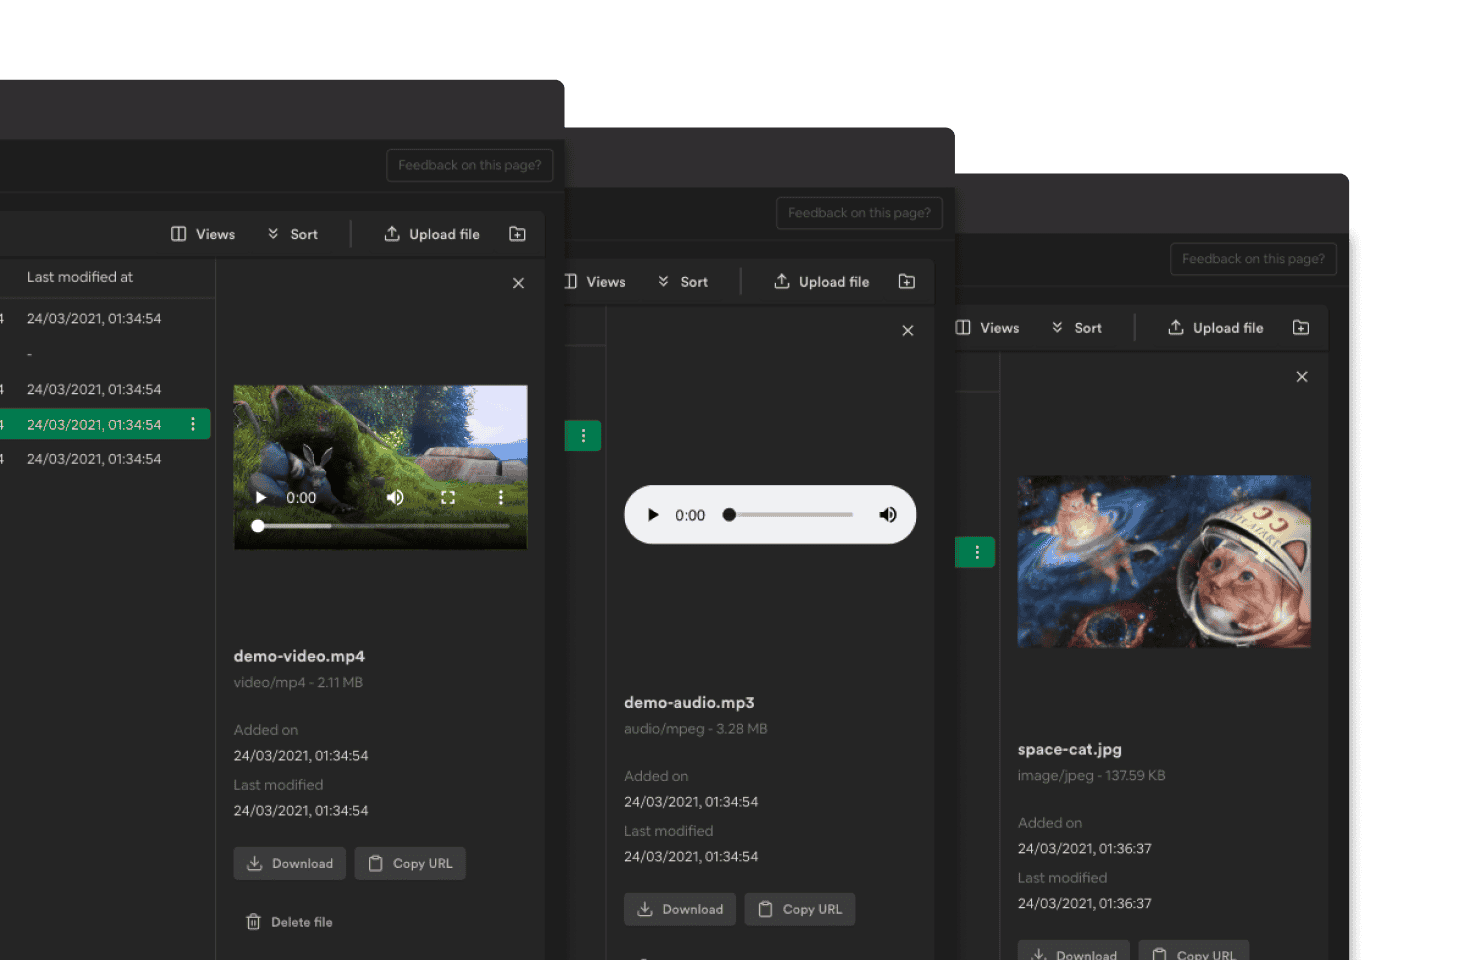 Feedback on this page?
Views Sort Upload file
Last modified at
4 24/03/2021, 01:34:54
-
4 24/03/2021, 01:34:54
4 24/03/2021, 01:34:54
4 24/03/2021, 01:34:54
0:00
demo-video.mp4
video/mp4 - 2.11 MB
Added on
24/03/2021, 01:34:54
Last modified
24/03/2021, 01:34:54
Download Copy URL
Delete file
Feedback on this page?
Views Sort Upload file
0:00
demo-audio.mp3
audio/mpeg - 3.28 MB
Added on
24/03/2021, 01:34:54
Last modified
24/03/2021, 01:34:54
Download Copy URL
Feedback on this page?
Views Sort Upload file
space-cat.jpg
image/jpeg - 137.59 KB
Added on
24/03/2021, 01:36:37
Last modified
24/03/2021, 01:36:37
Download Copy URL